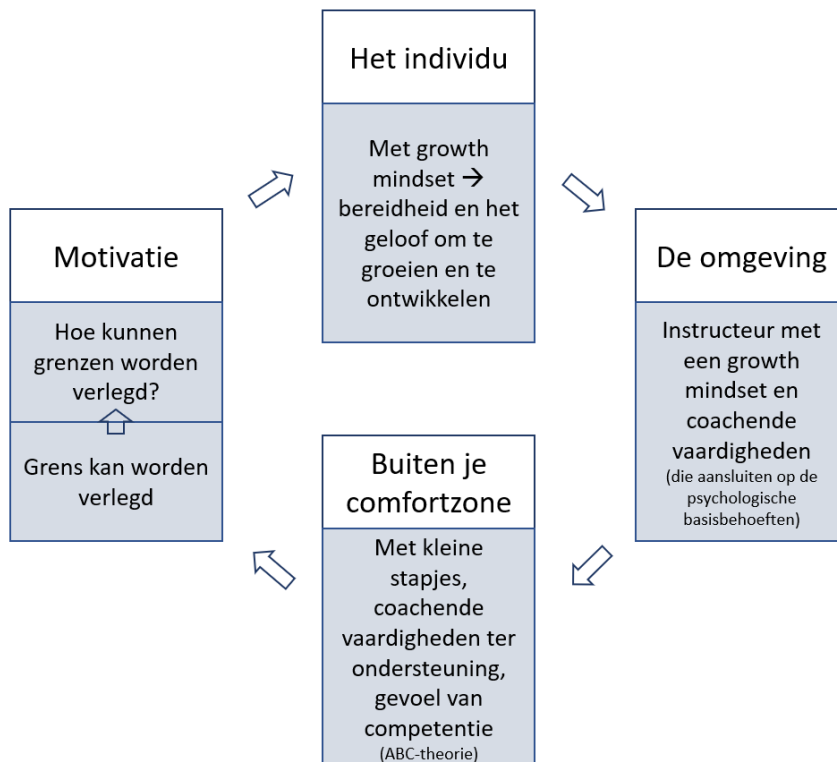 Het individu
Met growth
mindset →
bereidheid en het
geloof om te
groeien en te
ontwikkelen
De omgeving
Instructeur met
een growth
mindset en
coachende
vaardigheden
(die aansluiten op de
psychologische
basisbehoeften)
Buiten je
comfortzone
Met kleine
stapjes,
coachende
vaardigheden ter
ondersteuning,
gevoel van
competentie
(ABC-theorie)
Motivatie
Hoe kunnen
grenzen worden
verlegd?
Grens kan worden
verlegd